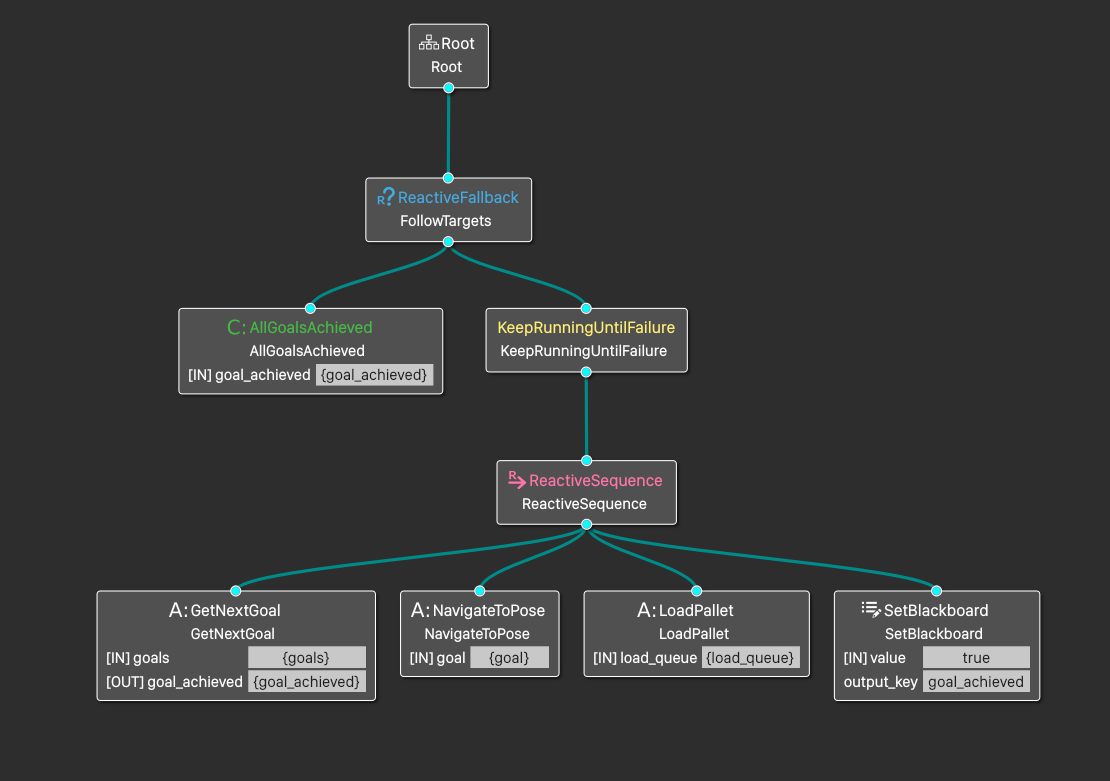 Root
Root
R? ReactiveFallback
FollowTargets
C: AllGoalsAchieved
AllGoalsAchieved
[IN] goal_achieved {goal_achieved}
KeepRunningUntilFailure
KeepRunningUntilFailure
R ReactiveSequence
ReactiveSequence
A: GetNextGoal
GetNextGoal
[IN] goals {goals}
[OUT] goal_achieved {goal_achieved}
A: NavigateToPose
NavigateToPose
[IN] goal {goal}
A: LoadPallet
LoadPallet
[IN] load_queue {load_queue}
SetBlackboard
SetBlackboard
[IN] value true
output_key goal_achieved